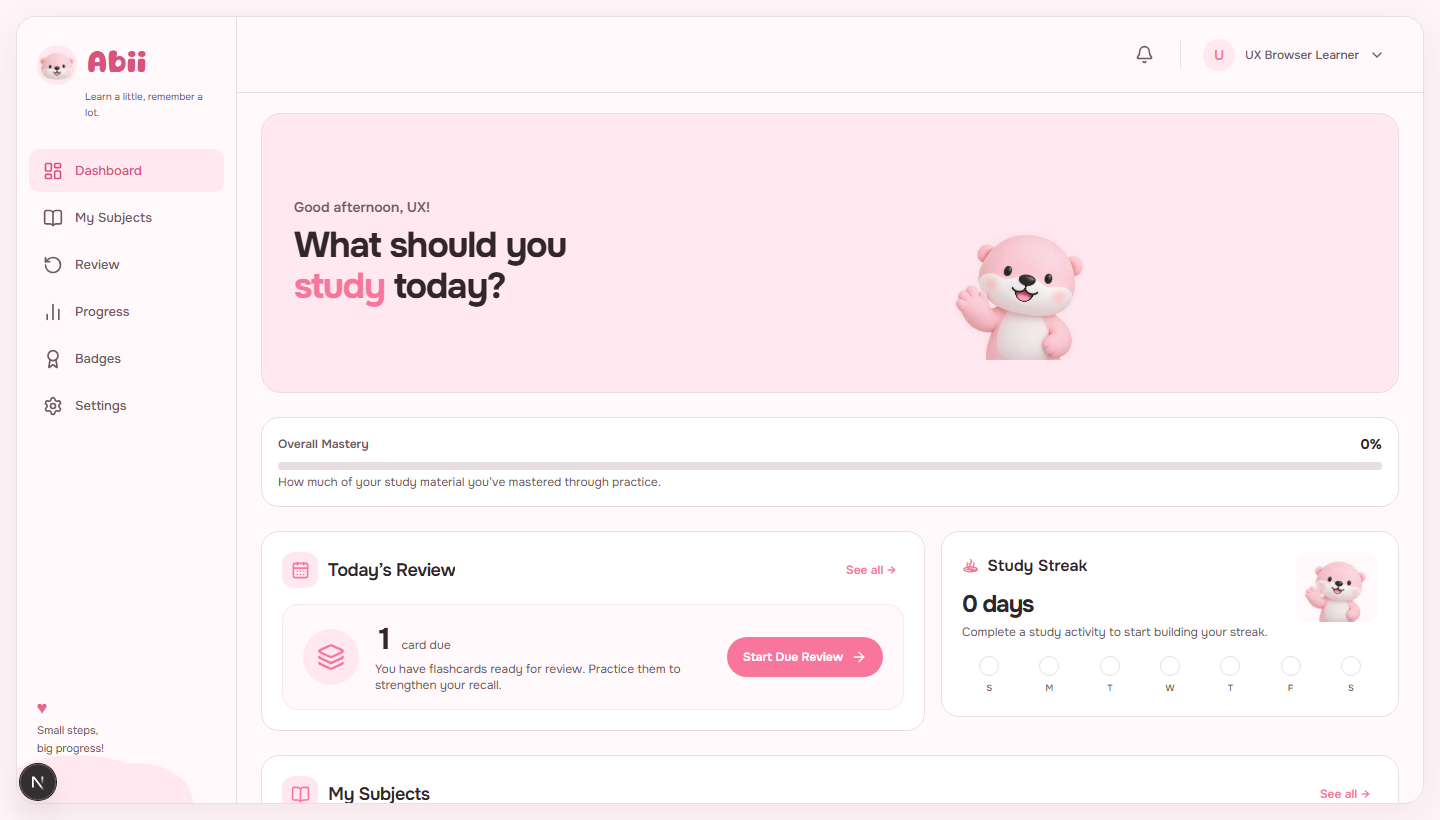 Abii
Learn a little, remember a
lot.
Dashboard
My Subjects
Review
Progress
Badges
Settings
♥
Small steps,
big progress!
N
U
UX Browser Learner
Good afternoon, UX!
What should you
study today?
Overall Mastery
0%
How much of your study material you've mastered through practice.
Today's Review
See all →
1 card due
You have flashcards ready for review. Practice them to
strengthen your recall.
Start Due Review →
Study Streak
0 days
Complete a study activity to start building your streak.
S M T W T F S
My Subjects
See all →